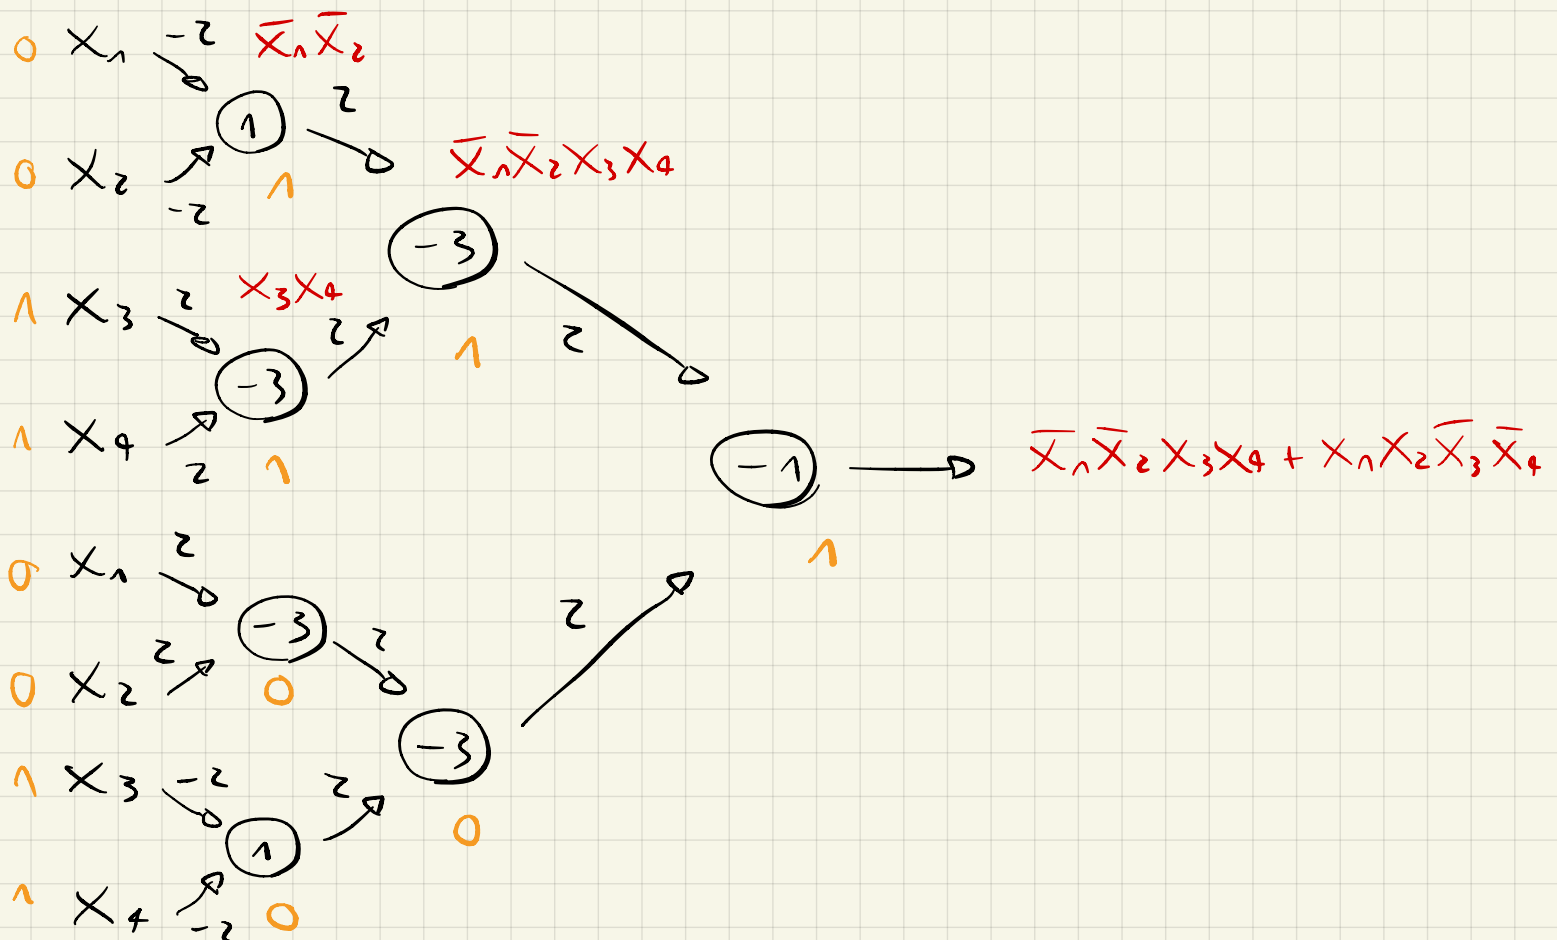 0 X₁ -2 X̅₁X̅₂
1 2
0 X₂ -2 1
X̅₁X̅₂X₃X₄
-3
1 X₃ 2 X₃X₄
2 1 2
-3
1 X₄ 2 1
-1 X̅₁X̅₂X₃X₄ + X₁X₂X̅₃X̅₄
1
0 X₁ 2
-3 2 2
0 X₂ 2 0
-3
1 X₃ -2 2
1 0
1 X₄ -2 0